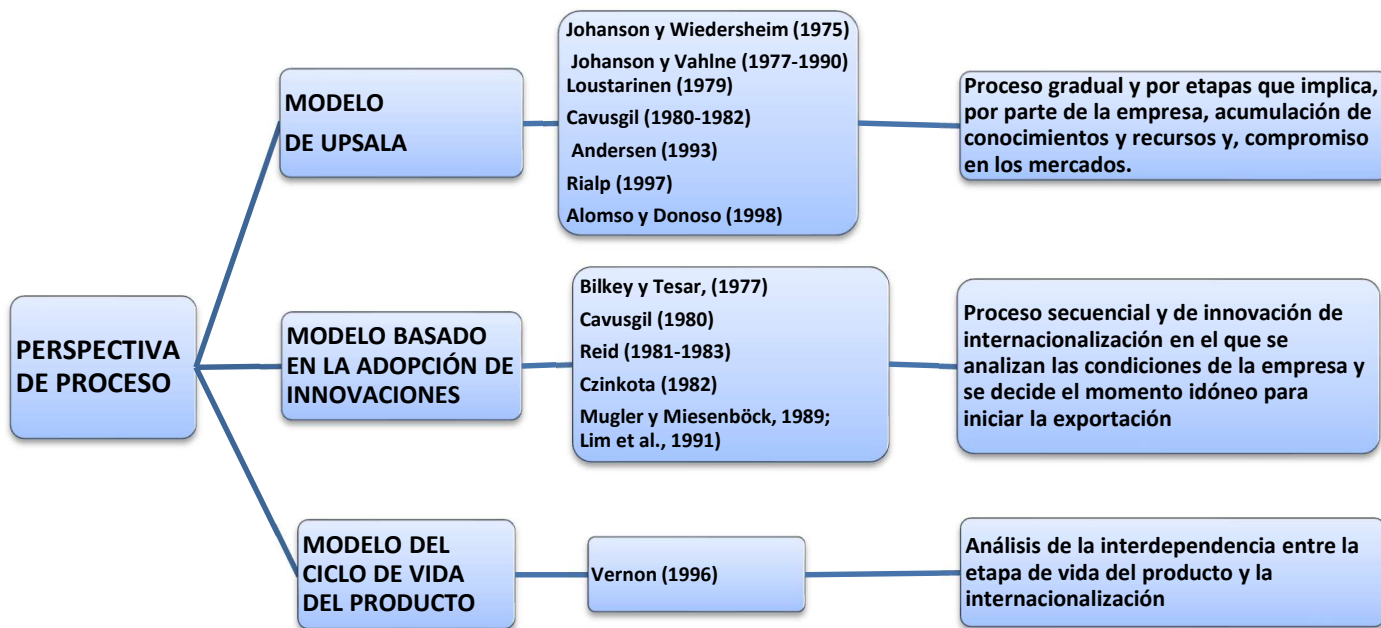 PERSPECTIVA
DE PROCESO
MODELO
DE UPSALA
Johanson y Wiedersheim (1975)
Johanson y Vahlne (1977-1990)
Loustarinen (1979)
Cavusgil (1980-1982)
Andersen (1993)
Rialp (1997)
Alomso y Donoso (1998)
Proceso gradual y por etapas que implica,
por parte de la empresa, acumulación de
conocimientos y recursos y, compromiso
en los mercados.
MODELO BASADO
EN LA ADOPCIÓN DE
INNOVACIONES
Bilkey y Tesar, (1977)
Cavusgil (1980)
Reid (1981-1983)
Czinkota (1982)
Mugler y Miesenböck, 1989;
Lim et al., 1991)
Proceso secuencial y de innovación de
internacionalización en el que se
analizan las condiciones de la empresa y
se decide el momento idóneo para
iniciar la exportación
MODELO DEL
CICLO DE VIDA
DEL PRODUCTO
Vernon (1996)
Análisis de la interdependencia entre la
etapa de vida del producto y la
internacionalización